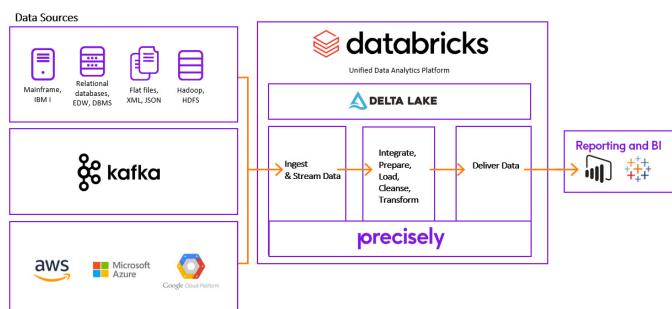 Data Sources
Mainframe,
IBM i
Relational
databases,
EDW, DBMS
Flat files,
XML, JSON
Hadoop,
HDFS
kafka
aws
Microsoft
Azure
Google Cloud Platform
databricks
Unified Data Analytics Platform
DELTA LAKE
Ingest
& Stream Data
Integrate,
Prepare,
Load,
Cleanse,
Transform
Deliver Data
precisely
Reporting and BI